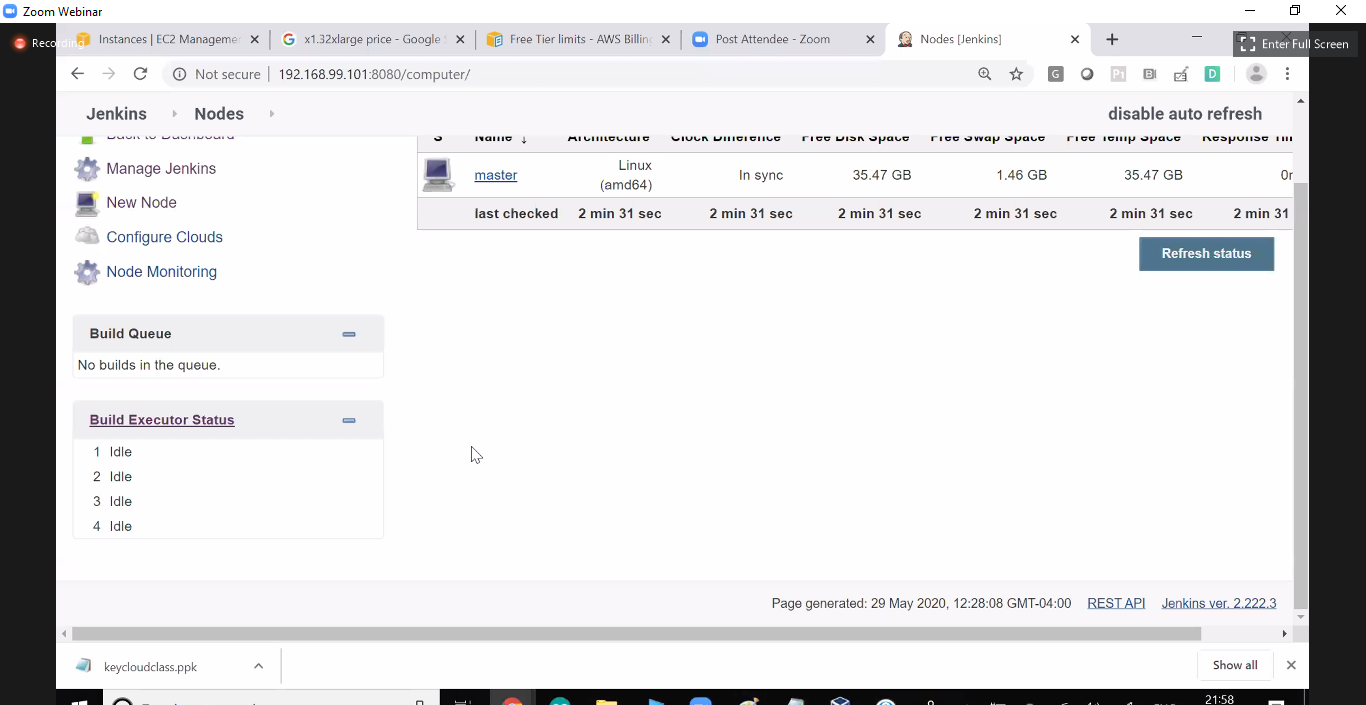 Zoom Webinar
Recording
Instances | EC2 Managemer
x1.32xlarge price - Google
Free Tier limits - AWS Billing
Post Attendee - Zoom
Nodes [Jenkins]
Enter Full Screen
Not secure
192.168.99.101:8080/computer/
Jenkins
Nodes
disable auto refresh
Back to Dashboard
S Name ↓ Architecture Clock Difference Free Disk Space Free Swap Space Free Temp Space Response Tim
Manage Jenkins
master
Linux
(amd64)
In sync
35.47 GB
1.46 GB
35.47 GB
0r
New Node
last checked 2 min 31 sec 2 min 31 sec 2 min 31 sec 2 min 31 sec 2 min 31 sec 2 min 31
Configure Clouds
Refresh status
Node Monitoring
Build Queue
No builds in the queue.
Build Executor Status
1 Idle
2 Idle
3 Idle
4 Idle
Page generated: 29 May 2020, 12:28:08 GMT-04:00 REST API Jenkins ver. 2.222.3
keycloudclass.ppk
Show all
21:58